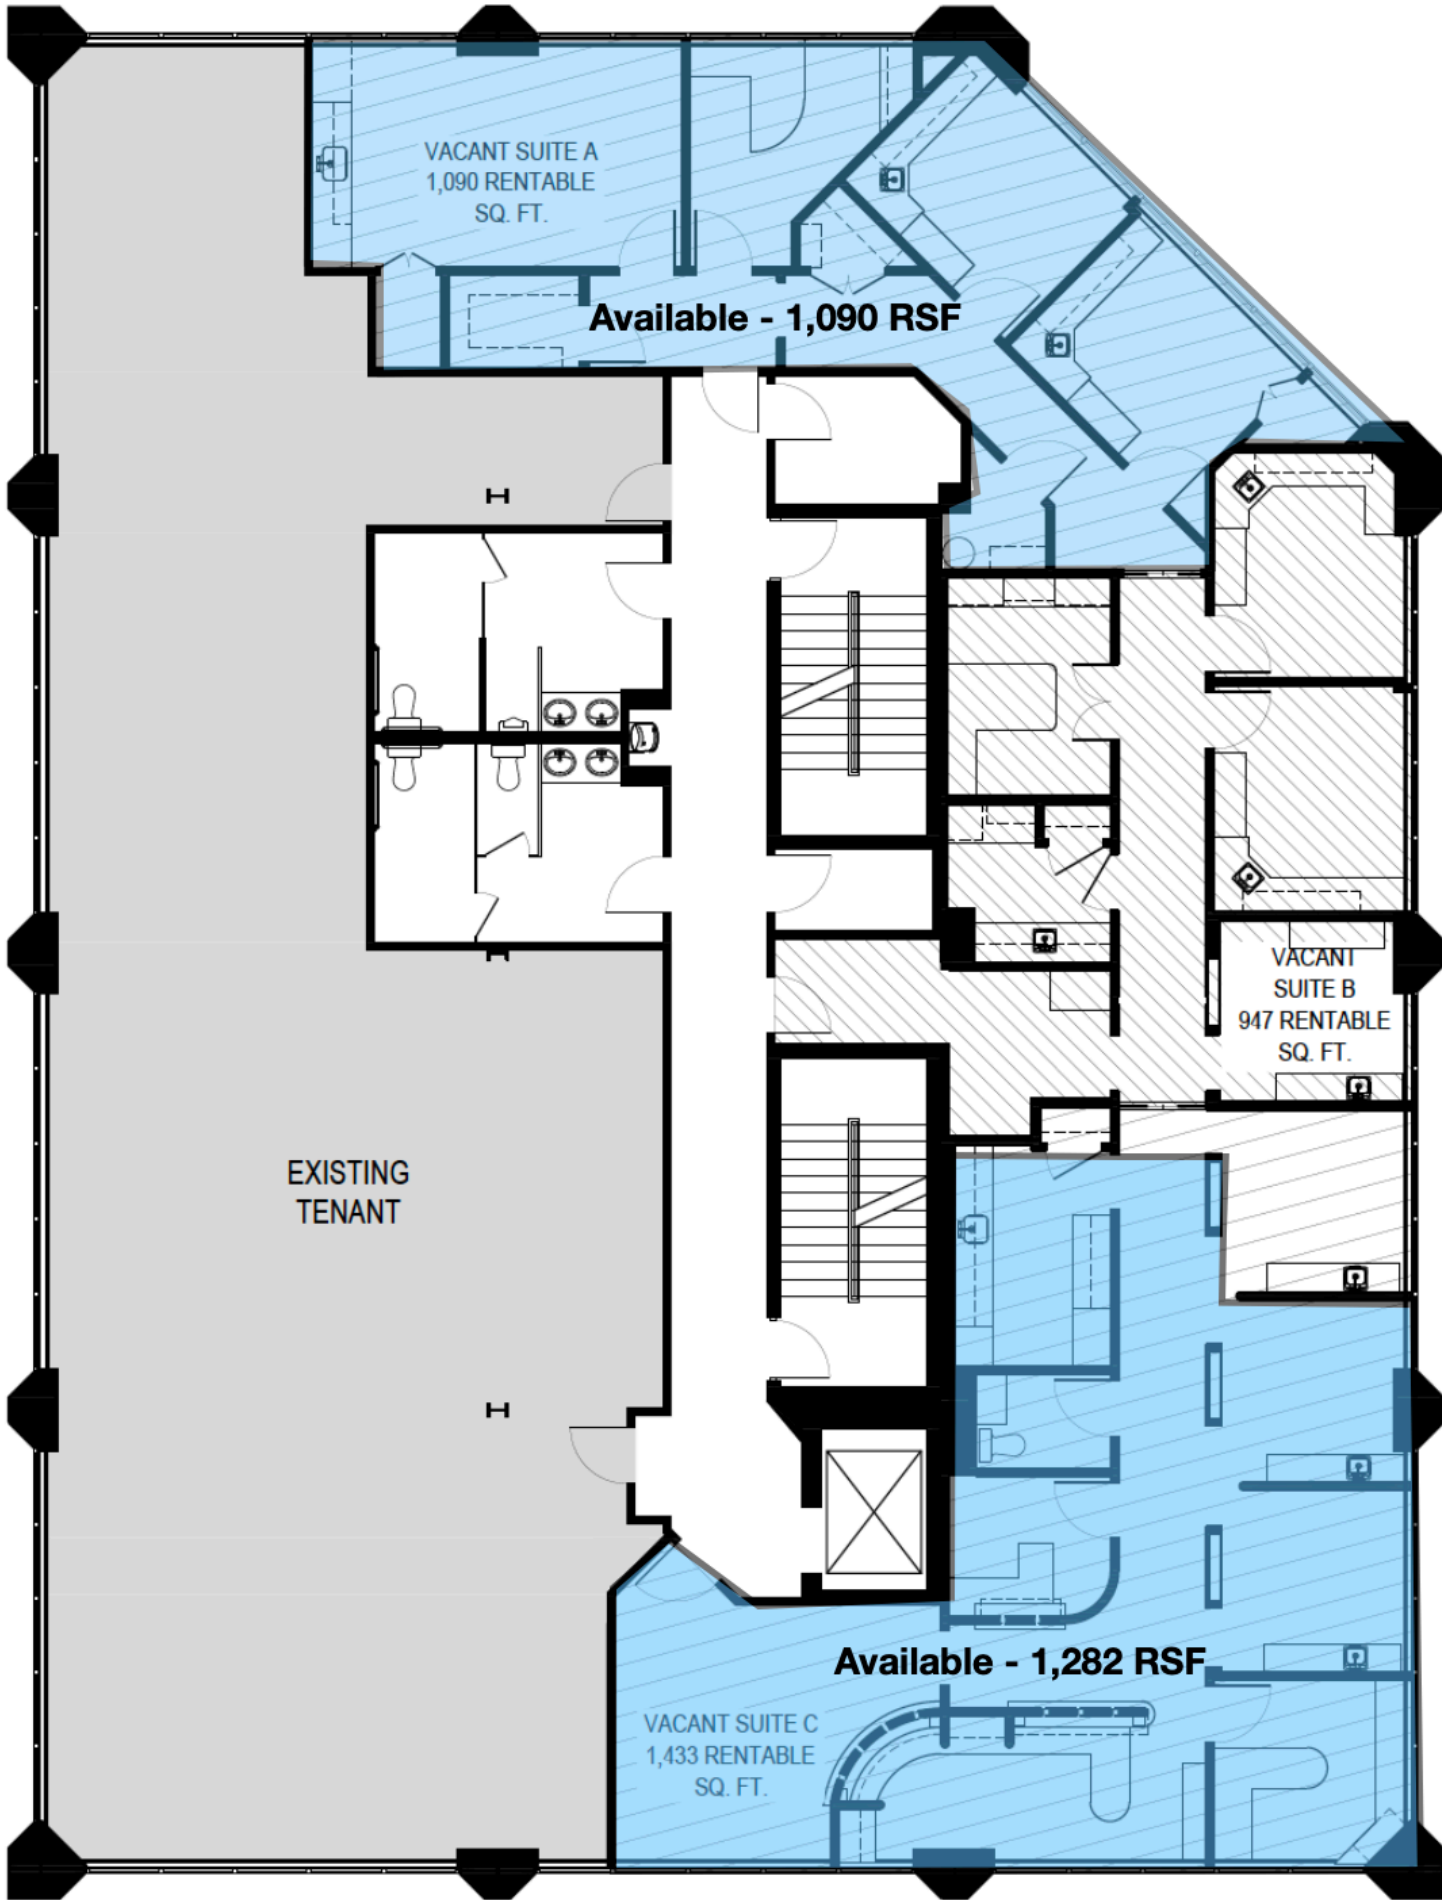 VACANT SUITE A
1,090 RENTABLE
SQ. FT.
Available - 1,090 RSF
VACANT
SUITE B
947 RENTABLE
SQ. FT.
EXISTING
TENANT
Available - 1,282 RSF
VACANT SUITE C
1,433 RENTABLE
SQ. FT.